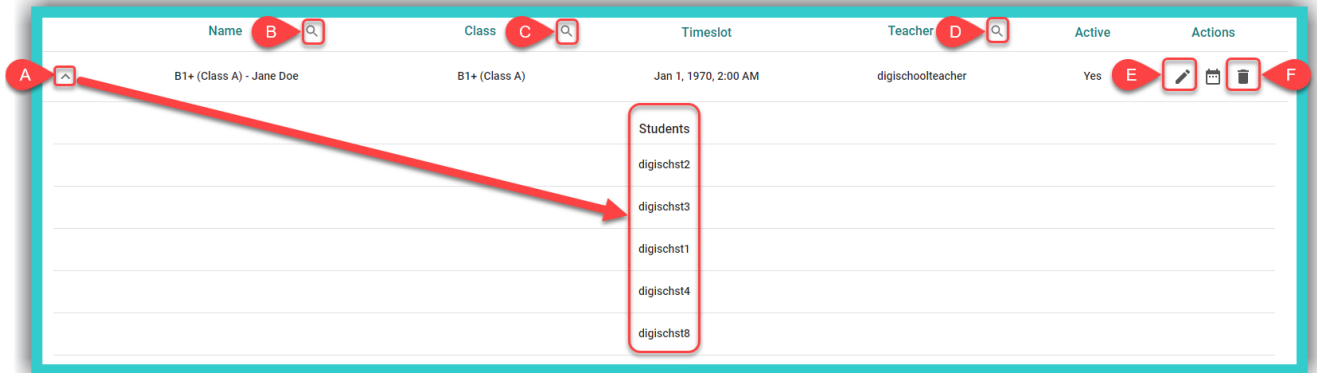 Name B Class C Timeslot Teacher D Active Actions
A B1+ (Class A) - Jane Doe B1+ (Class A) Jan 1, 1970, 2:00 AM digischoolteacher Yes E F
Students
digischst2
digischst3
digischst1
digischst4
digischst8